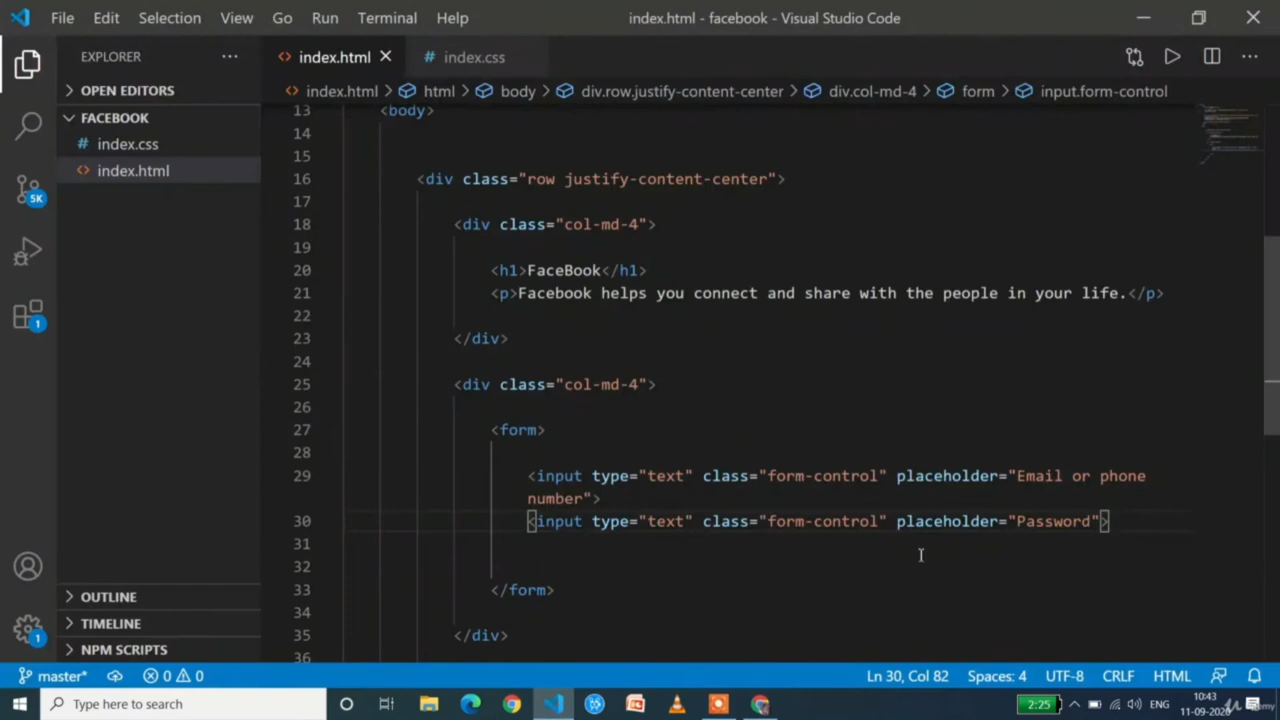 File Edit Selection View Go Run Terminal Help index.html - facebook - Visual Studio Code
EXPLORER ··· <> index.html × # index.css ···
> OPEN EDITORS <> index.html > html > body > div.row.justify-content-center > div.col-md-4 > form > input.form-control
FACEBOOK
# index.css
<> index.html
5K
1
13 <body>
14
15
16 <div class="row justify-content-center">
17
18 <div class="col-md-4">
19
20 <h1>FaceBook</h1>
21 <p>Facebook helps you connect and share with the people in your life.</p>
22
23 </div>
24
25 <div class="col-md-4">
26
27 <form>
28
29 <input type="text" class="form-control" placeholder="Email or phone
number">
30 <input type="text" class="form-control" placeholder="Password">
31
32
33 </form>
34
35 </div>
36
> OUTLINE
> TIMELINE
1
> NPM SCRIPTS
master* 0 0 Ln 30, Col 82 Spaces: 4 UTF-8 CRLF HTML
Type here to search 2:25 ENG 10:43
11-09-2020